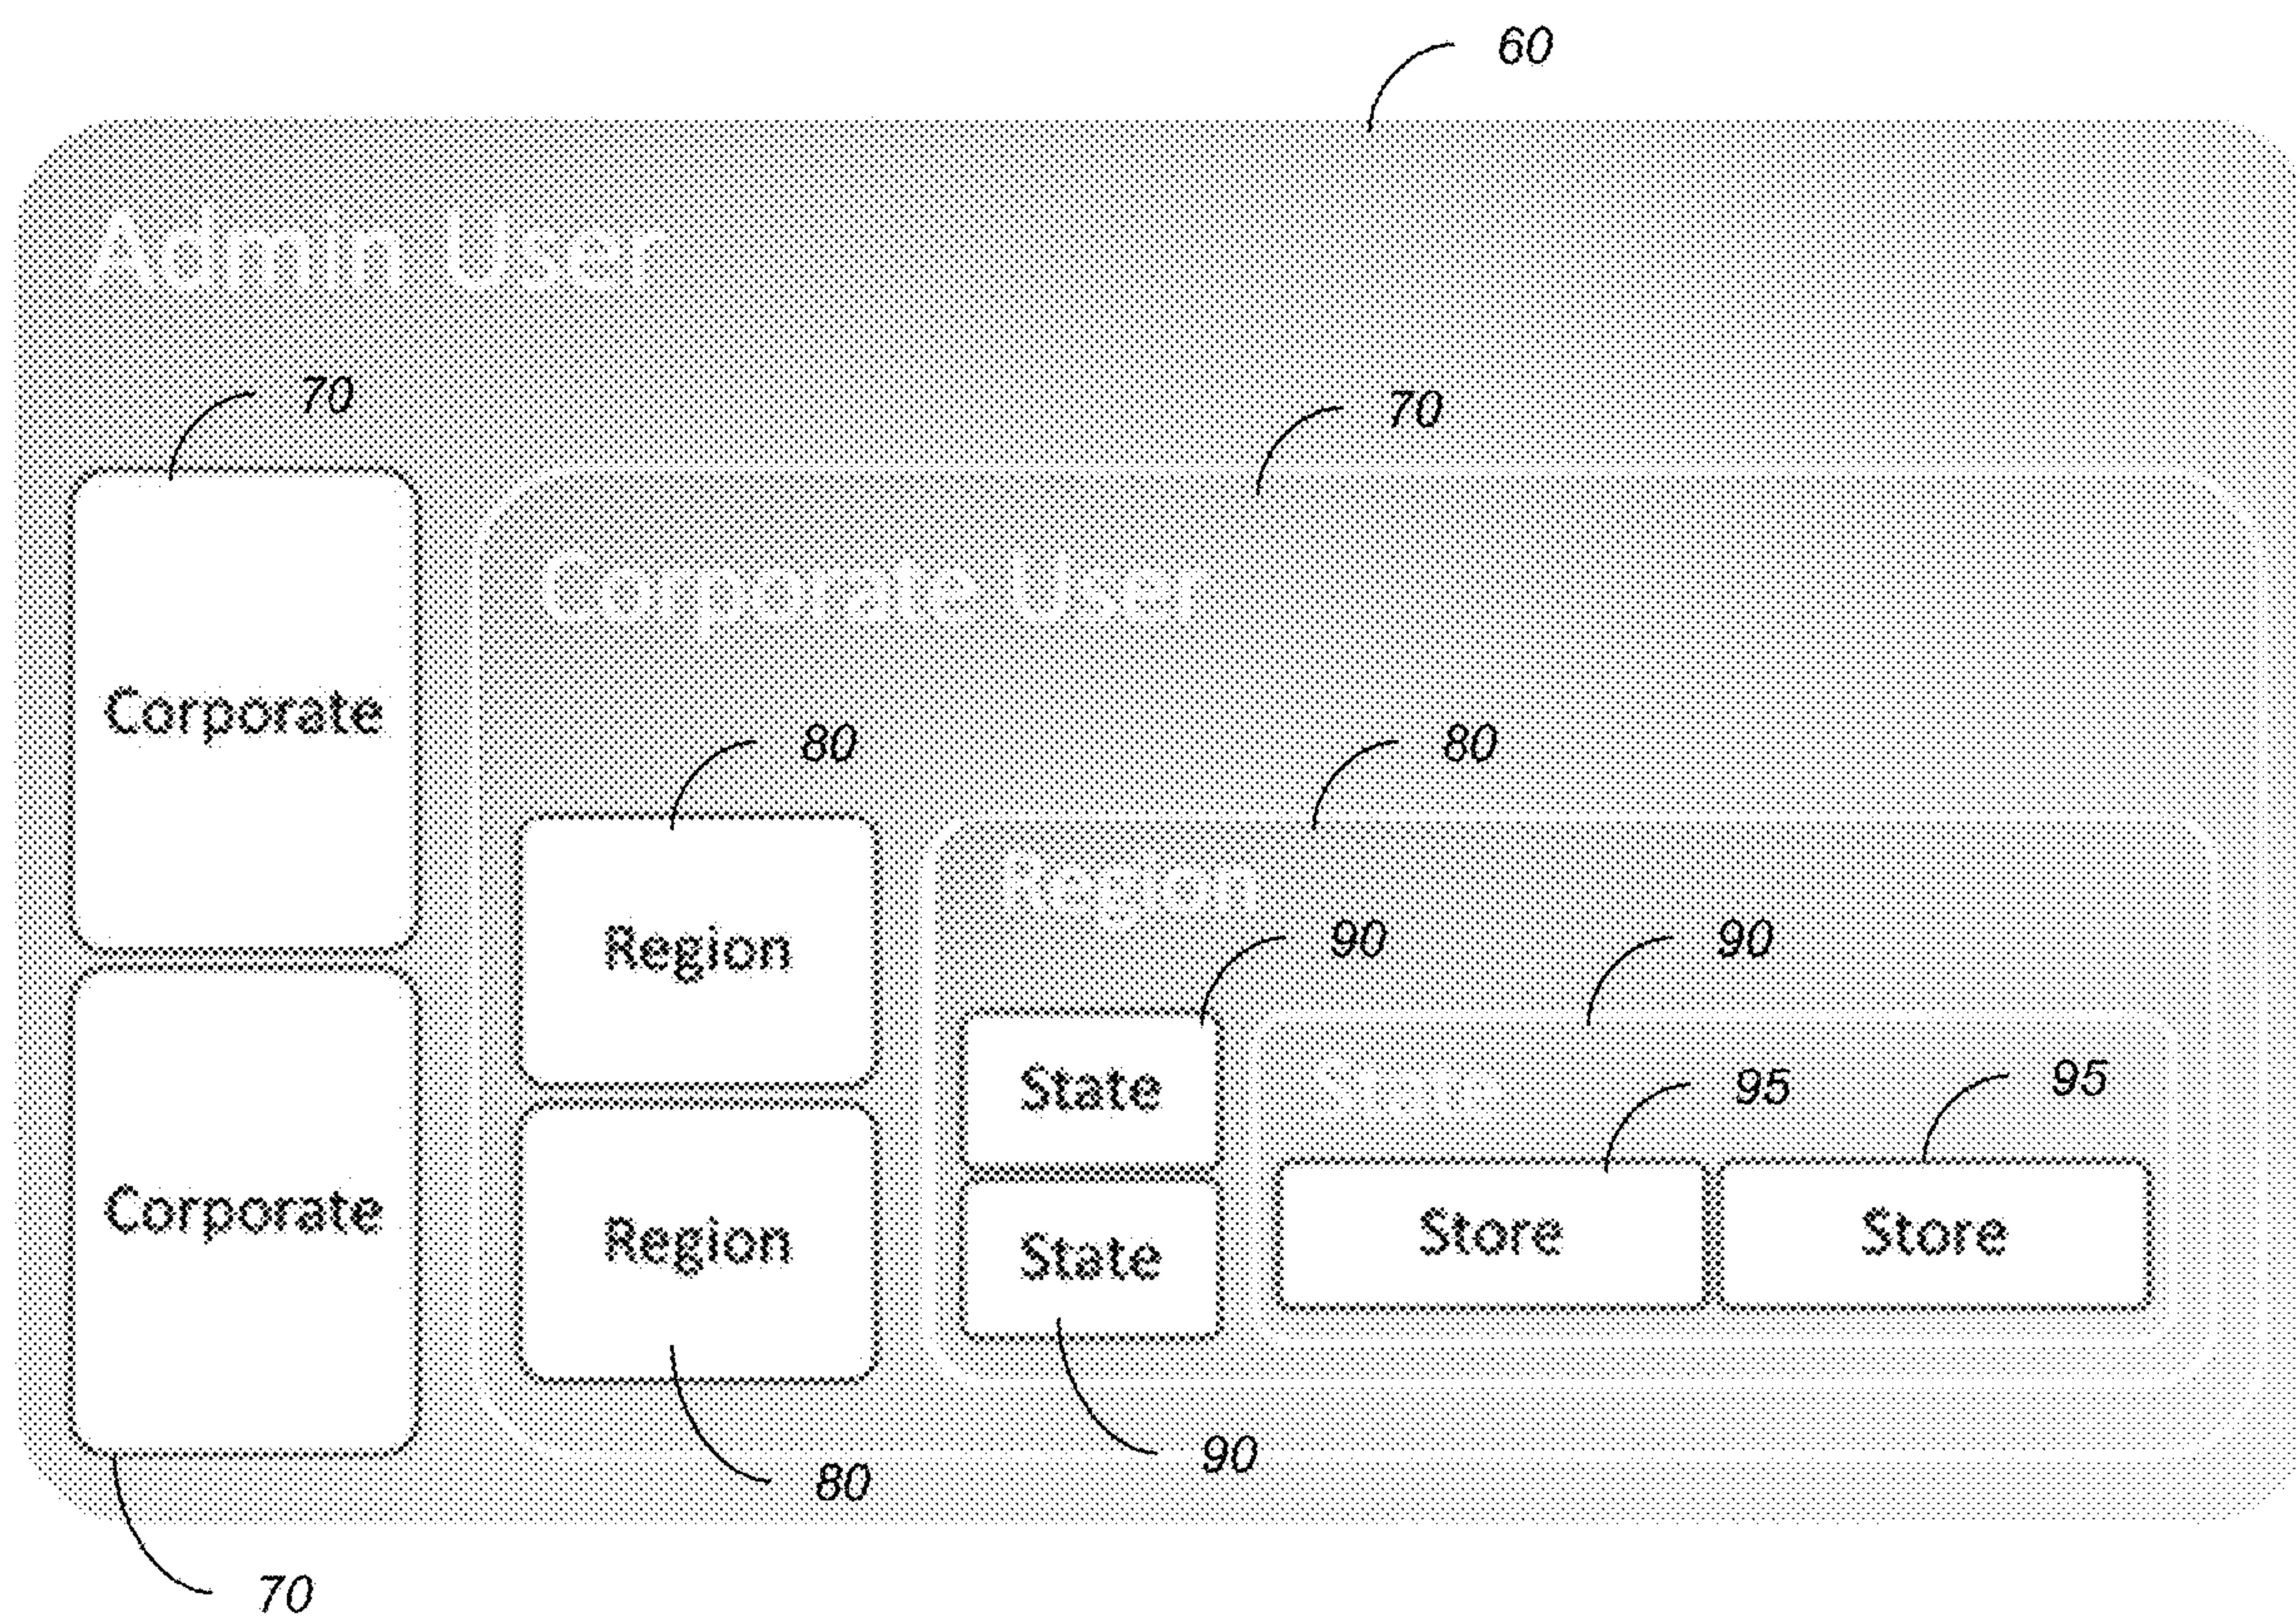 60
Admin User
70
70
Corporate User
Corporate
80
80
Region
Region
90
90
State
State
95
95
Corporate
Region
State
Store
Store
90
80
70